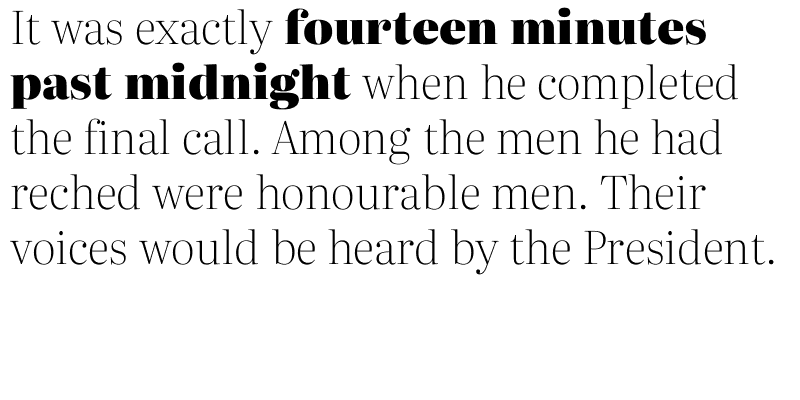 It was exactly fourteen minutes
past midnight when he completed
the final call. Among the men he had
reched were honourable men. Their
voices would be heard by the President.